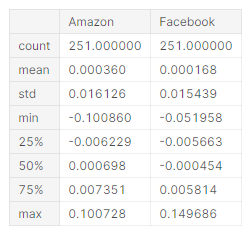 Amazon Facebook
count 251.000000 251.000000
mean 0.000360 0.000168
std 0.016126 0.015439
min -0.100860 -0.051958
25% -0.006229 -0.005663
50% 0.000698 -0.000454
75% 0.007351 0.005814
max 0.100728 0.149686